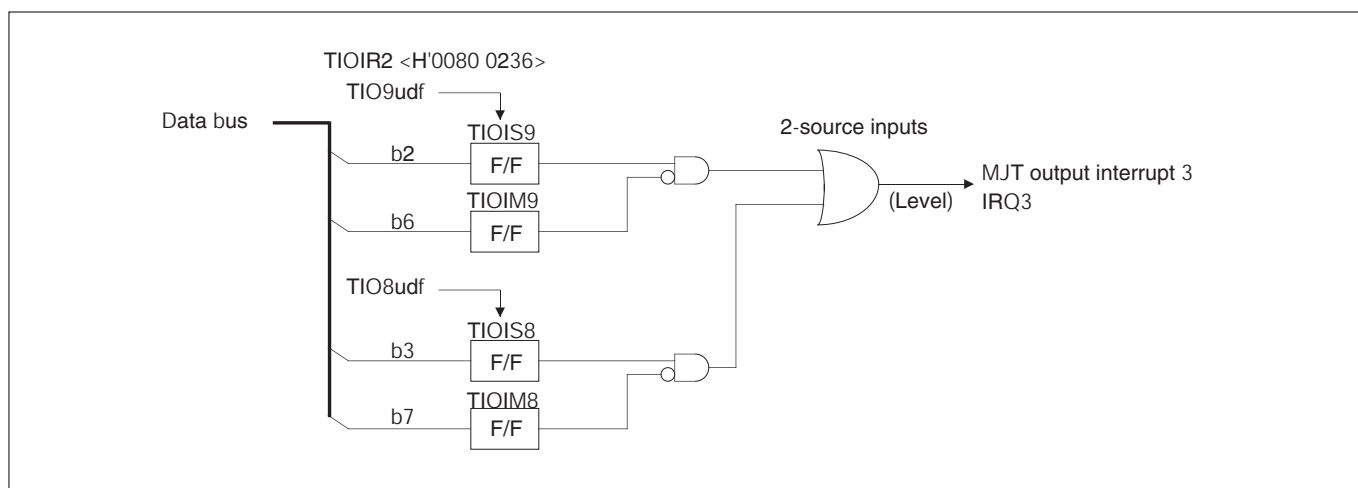 TIOIR2 <H'0080 0236>
TIO9udf
Data bus
TIOIS9
2-source inputs
b2
F/F
MJT output interrupt 3
TIOIM9
(Level)
IRQ3
b6
F/F
TIO8udf
TIOIS8
b3
F/F
TIOIM8
b7
F/F